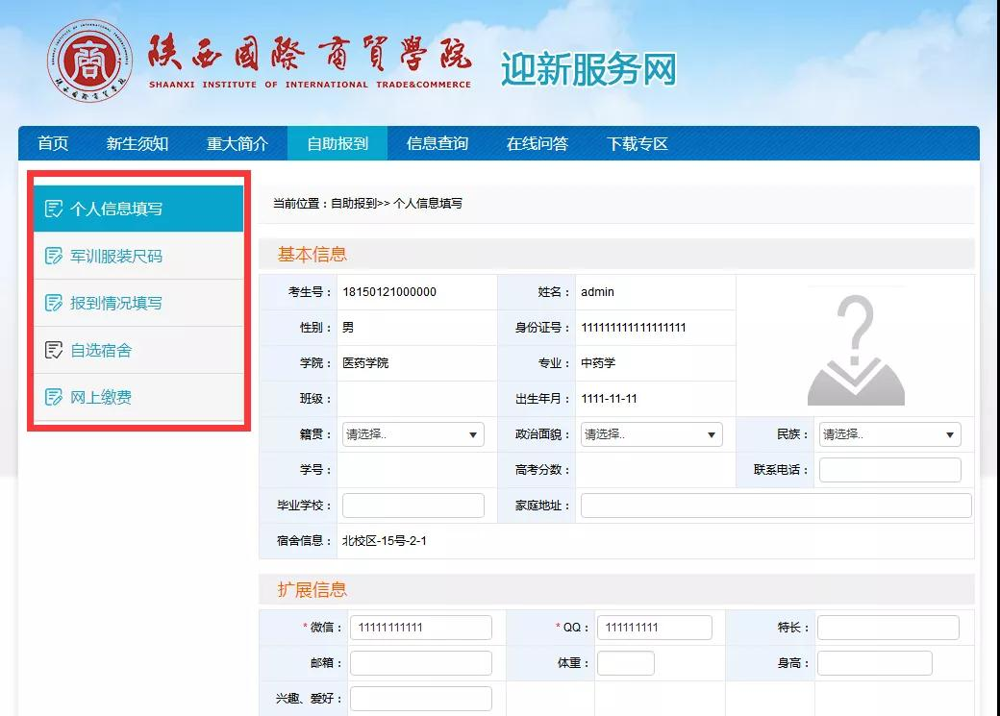 陕西國際商貿學院
SHAANXI INSTITUTE OF INTERNATIONAL TRADE&COMMERCE
迎新服务网
首页 新生须知 重大简介 自助报到 信息查询 在线问答 下载专区
个人信息填写
军训服装尺码
报到情况填写
自选宿舍
网上缴费
当前位置：自助报到>> 个人信息填写
基本信息
考生号： 18150121000000 姓名： admin
性别： 男 身份证号： 111111111111111111
学院： 医药学院 专业： 中药学
班级： 出生年月： 1111-11-11
籍贯： 请选择.. 政治面貌： 请选择.. 民族： 请选择..
学号： 高考分数： 联系电话：
毕业学校： 家庭地址：
宿舍信息： 北校区-15号-2-1
扩展信息
*微信： 11111111111 *QQ： 111111111 特长：
邮箱： 体重： 身高：
兴趣、爱好：